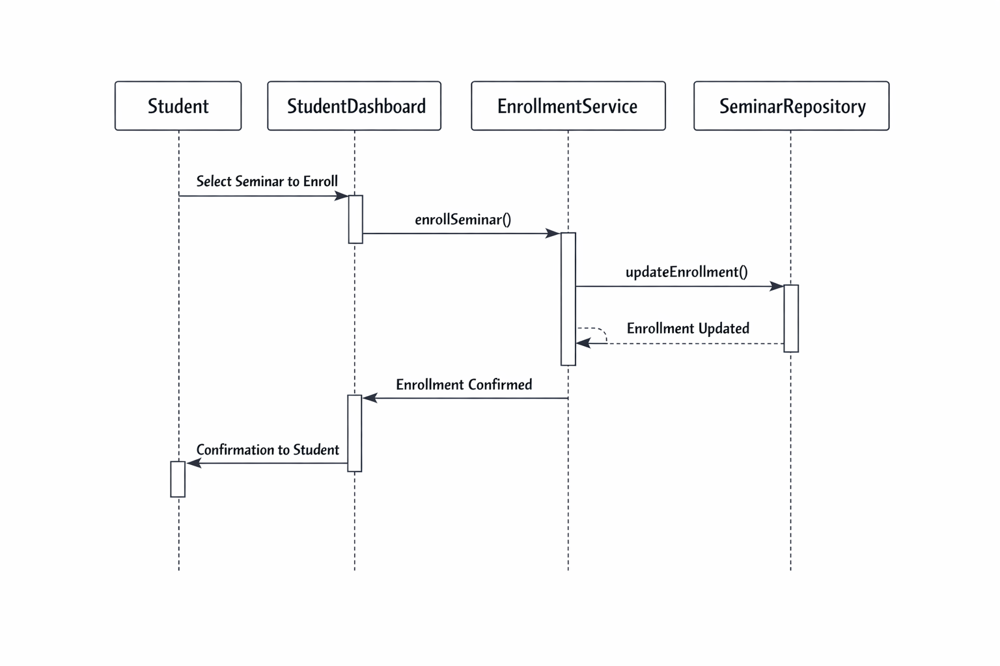 Student
StudentDashboard
EnrollmentService
SeminarRepository
Select Seminar to Enroll
enrollSeminar()
updateEnrollment()
Enrollment Updated
Enrollment Confirmed
Confirmation to Student